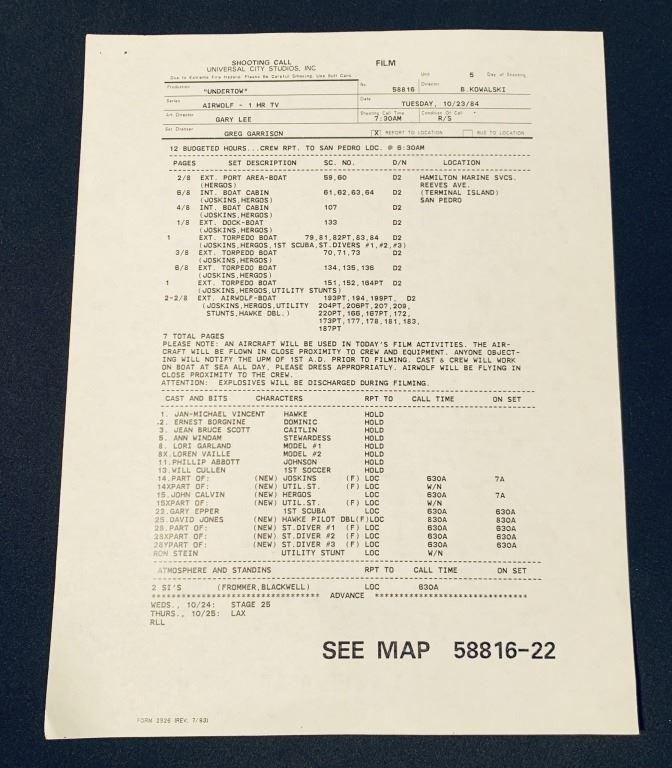 SHOOTING CALL FILM
UNIVERSAL CITY STUDIOS, INC
Due to Extreme Fire Hazard, Please Be Careful Smoking. Use Butt Cans. Unit 5 Day of Shooting
Production "UNDERTOW" No. 58816 Director B.KOWALSKI
Series AIRWOLF - 1 HR TV Date TUESDAY, 10/23/84
Art Director GARY LEE Shooting Call Time 7:30AM Condition Of Call R/S
Set Dresser GREG GARRISON X REPORT TO LOCATION BUS TO LOCATION
12 BUDGETED HOURS...CREW RPT. TO SAN PEDRO LOC. @ 6:30AM
PAGES SET DESCRIPTION SC. NO. D/N LOCATION
2/8 EXT. PORT AREA-BOAT 59,60 D2 HAMILTON MARINE SVCS.
(HERGOS) REEVES AVE.
6/8 INT. BOAT CABIN 61,62,63,64 D2 (TERMINAL ISLAND)
(JOSKINS,HERGOS) SAN PEDRO
4/8 INT. BOAT CABIN 107 D2
(JOSKINS,HERGOS)
1/8 EXT. DOCK-BOAT 133 D2
(JOSKINS,HERGOS)
1 EXT. TORPEDO BOAT 79,81,82PT,83,84 D2
(JOSKINS,HERGOS,1ST SCUBA,ST.DIVERS #1,#2,#3)
3/8 EXT. TORPEDO BOAT 70,71,73 D2
(JOSKINS,HERGOS)
6/8 EXT. TORPEDO BOAT 134,135,136 D2
(JOSKINS,HERGOS)
1 EXT. TORPEDO BOAT 151,152,164PT D2
(JOSKINS,HERGOS,UTILITY STUNTS)
2-2/8 EXT. AIRWOLF-BOAT 193PT,194,199PT, D2
(JOSKINS,HERGOS,UTILITY 204PT,206PT,207,209,
STUNTS,HAWKE DBL.) 220PT,166,167PT,172,
173PT,177,178,181,183,
187PT
7 TOTAL PAGES
PLEASE NOTE: AN AIRCRAFT WILL BE USED IN TODAY'S FILM ACTIVITIES. THE AIR-
CRAFT WILL BE FLOWN IN CLOSE PROXIMITY TO CREW AND EQUIPMENT. ANYONE OBJECT-
ING WILL NOTIFY THE UPM OF 1ST A.D. PRIOR TO FILMING. CAST & CREW WILL WORK
ON BOAT AT SEA ALL DAY, PLEASE DRESS APPROPRIATELY. AIRWOLF WILL BE FLYING IN
CLOSE PROXIMITY TO THE CREW.
ATTENTION: EXPLOSIVES WILL BE DISCHARGED DURING FILMING.
CAST AND BITS CHARACTERS RPT TO CALL TIME ON SET
1. JAN-MICHAEL VINCENT HAWKE HOLD
.2. ERNEST BORGNINE DOMINIC HOLD
3. JEAN BRUCE SCOTT CAITLIN HOLD
5. ANN WINDAM STEWARDESS HOLD
8. LORI GARLAND MODEL #1 HOLD
8X.LOREN VAILLE MODEL #2 HOLD
11.PHILLIP ABBOTT JOHNSON HOLD
13.WILL CULLEN 1ST SOCCER HOLD
14.PART OF: (NEW) JOSKINS (F) LOC 630A 7A
14XPART OF: (NEW) UTIL.ST. (F) LOC W/N
15.JOHN CALVIN (NEW) HERGOS LOC 630A 7A
15XPART OF: (NEW) UTIL.ST. (F) LOC W/N
22.GARY EPPER 1ST SCUBA LOC 630A 630A
25.DAVID JONES (NEW) HAWKE PILOT DBL(F)LOC 830A 830A
28.PART OF: (NEW) ST.DIVER #1 (F) LOC 630A 630A
28XPART OF: (NEW) ST.DIVER #2 (F) LOC 630A 630A
28YPART OF: (NEW) ST.DIVER #3 (F) LOC 630A 630A
RON STEIN UTILITY STUNT LOC W/N
ATMOSPHERE AND STANDINS RPT TO CALL TIME ON SET
2 SI'S (FROMMER,BLACKWELL) LOC 630A
********************************** ADVANCE *******************************
WEDS., 10/24: STAGE 25
THURS., 10/25: LAX
RLL
SEE MAP 58816-22
FORM 2926 (REV. 7/83)